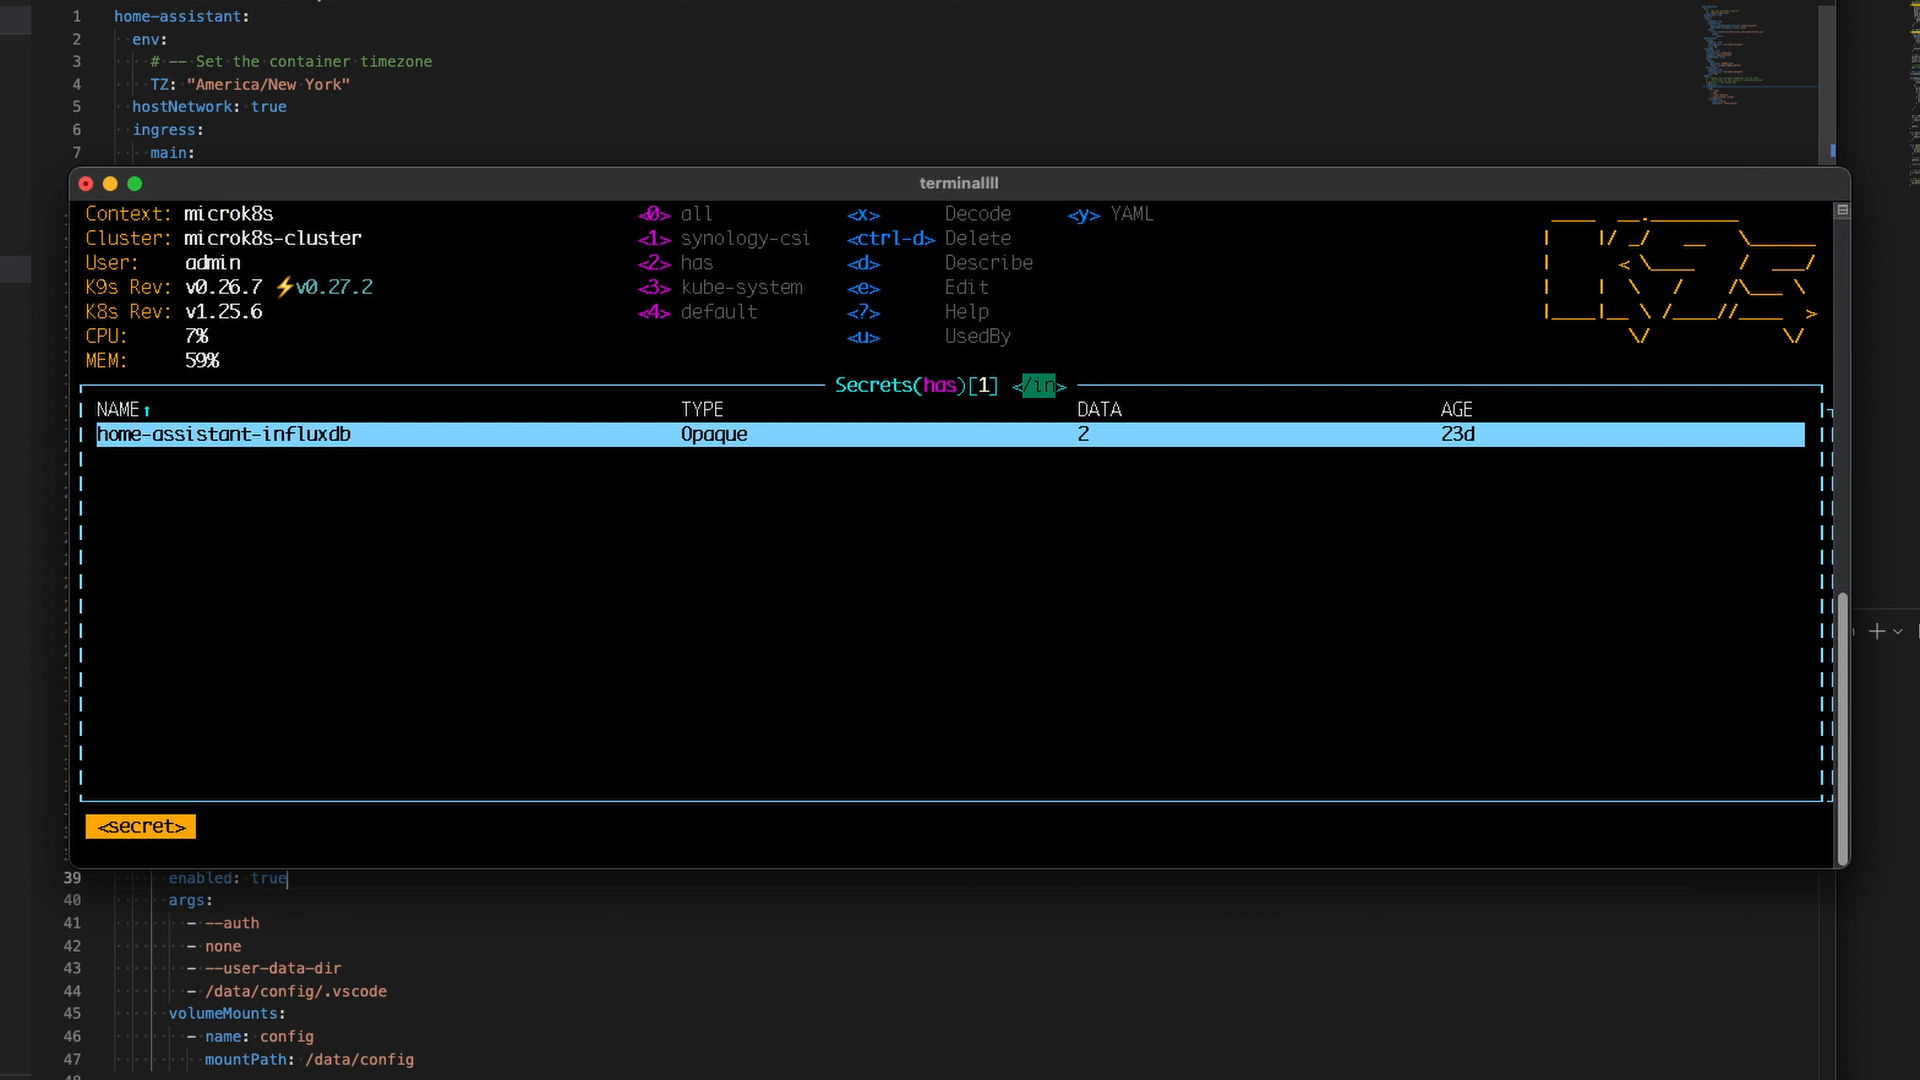 1 home-assistant:
2 env:
3 # -- Set the container timezone
4 TZ: "America/New York"
5 hostNetwork: true
6 ingress:
7 main:
terminallll
Context: microk8s <0> all <x> Decode <y> YAML
Cluster: microk8s-cluster <1> synology-csi <ctrl-d> Delete
User: admin <2> has <d> Describe
K9s Rev: v0.26.7 ⚡v0.27.2 <3> kube-system <e> Edit
K8s Rev: v1.25.6 <4> default <?> Help
CPU: 7% <u> UsedBy
MEM: 59%
Secrets(has)[1] </in>
NAME↑ TYPE DATA AGE
home-assistant-influxdb Opaque 2 23d
<secret>
39 enabled: true
40 args:
41 - --auth
42 - none
43 - --user-data-dir
44 - /data/config/.vscode
45 volumeMounts:
46 - name: config
47 mountPath: /data/config